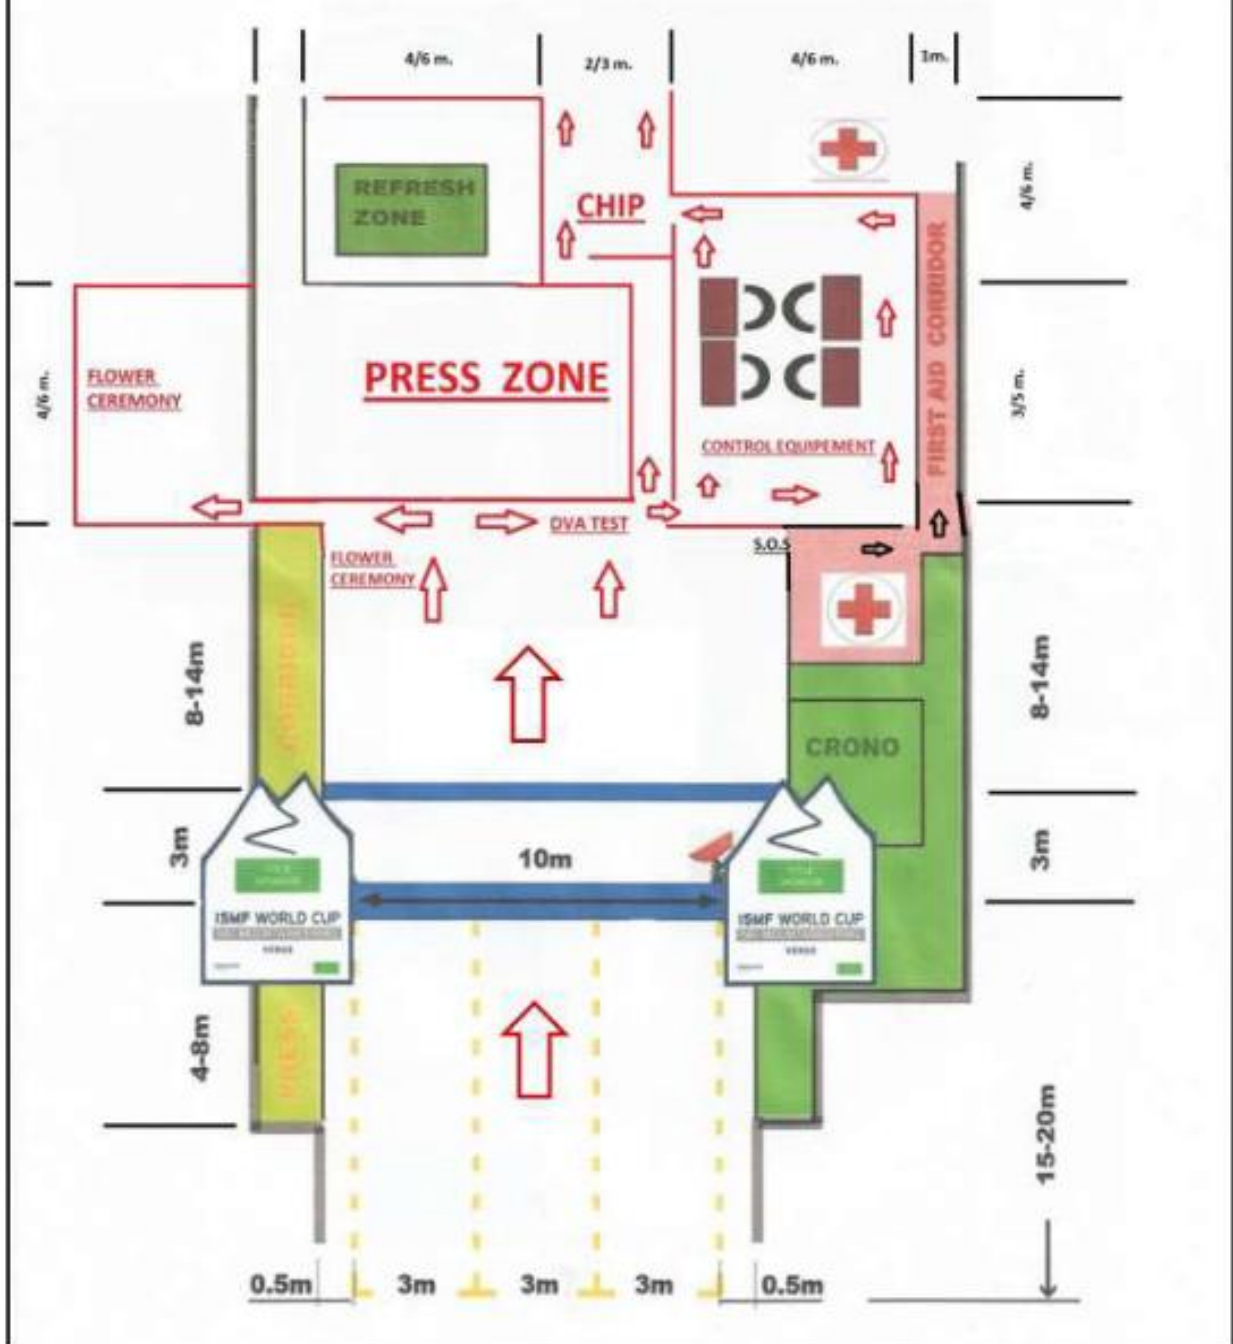 4/6 m.
2/3 m.
4/6 m.
1m.
REFRESH
ZONE
CHIP
4/6 m.
FIRST AID CORRIDOR
4/6 m.
FLOWER
CEREMONY
PRESS ZONE
3/5 m.
CONTROL EQUIPEMENT
DVA TEST
S.O.S
FLOWER
CEREMONY
8-14m
8-14m
CRONO
3m
10m
3m
ISMF WORLD CUP
ISMF WORLD CUP
4-8m
PRESS
15-20m
0.5m
3m
3m
3m
0.5m